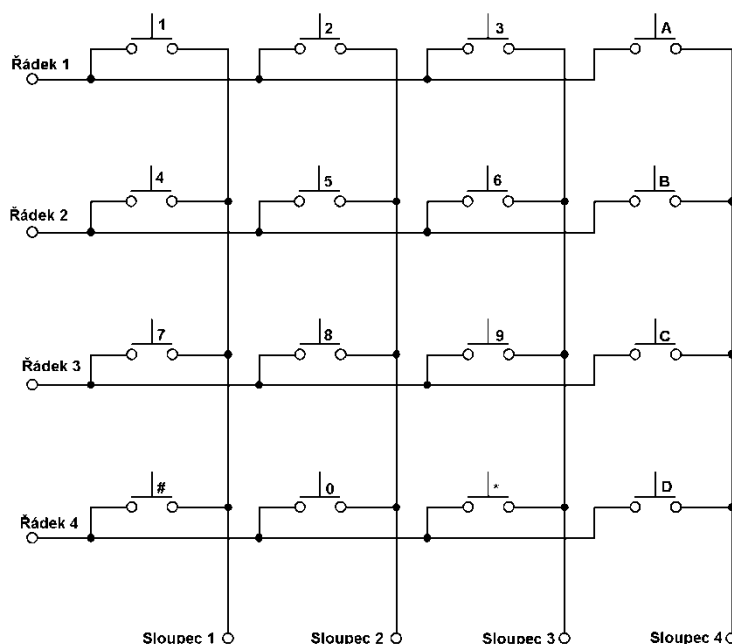 1 2 3 A
Řádek 1
4 5 6 B
Řádek 2
7 8 9 C
Řádek 3
# 0 * D
Řádek 4
Sloupec 1 Sloupec 2 Sloupec 3 Sloupec 4